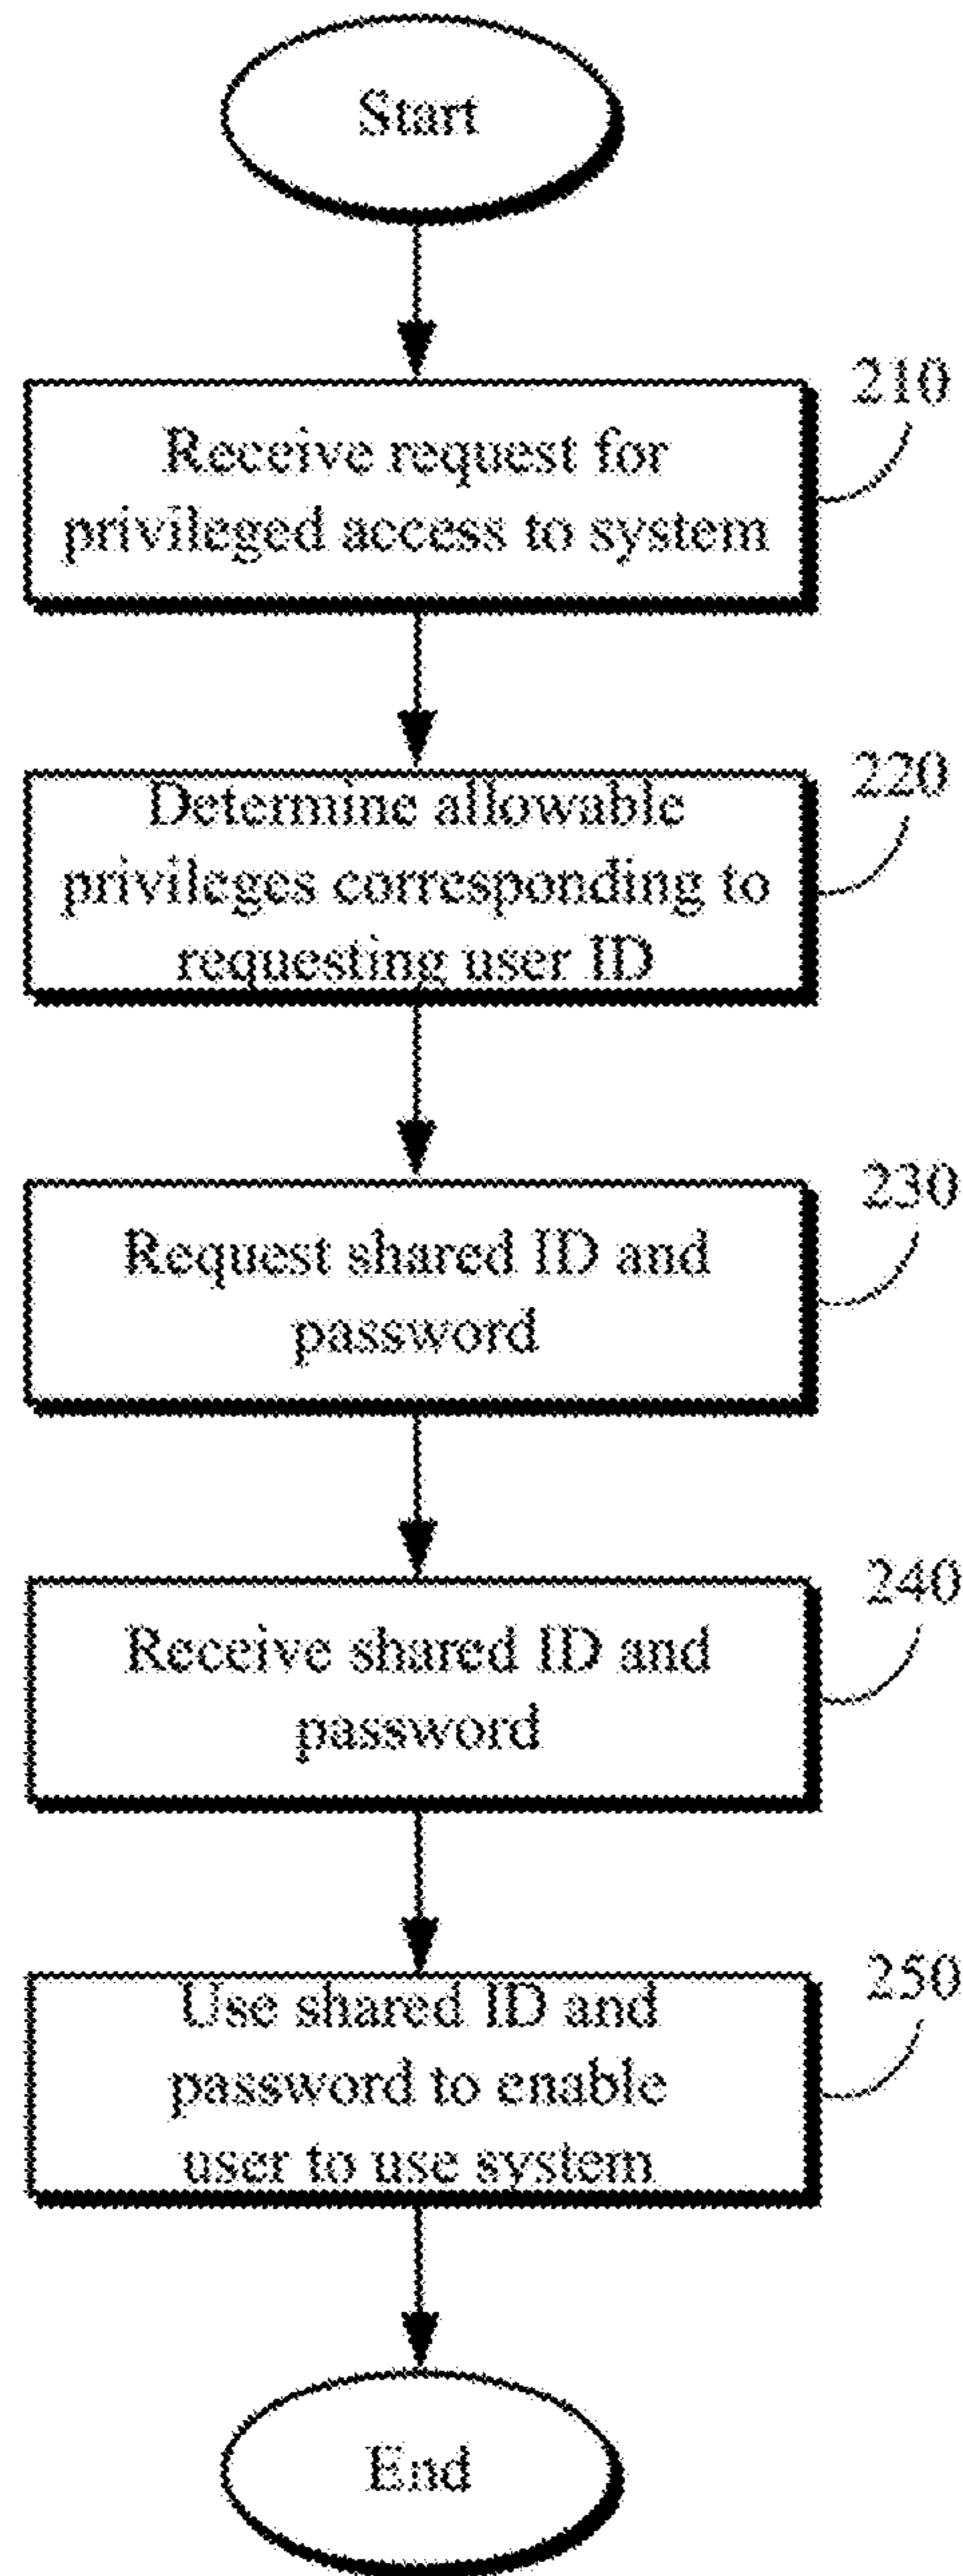 Start
210
Receive request for
privileged access to system
220
Determine allowable
privileges corresponding to
requesting user ID
230
Request shared ID and
password
240
Receive shared ID and
password
250
Use shared ID and
password to enable
user to use system
End